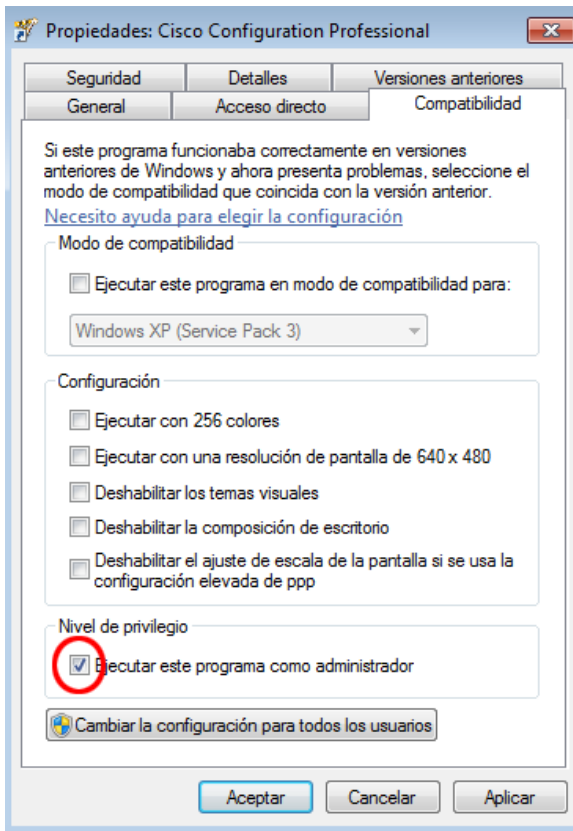 Propiedades: Cisco Configuration Professional
Seguridad
Detalles
Versiones anteriores
General
Acceso directo
Compatibilidad
Si este programa funcionaba correctamente en versiones
anteriores de Windows y ahora presenta problemas, seleccione el
modo de compatibilidad que coincida con la versión anterior.
Necesito ayuda para elegir la configuración
Modo de compatibilidad
Ejecutar este programa en modo de compatibilidad para:
Windows XP (Service Pack 3)
Configuración
Ejecutar con 256 colores
Ejecutar con una resolución de pantalla de 640 x 480
Deshabilitar los temas visuales
Deshabilitar la composición de escritorio
Deshabilitar el ajuste de escala de la pantalla si se usa la
configuración elevada de ppp
Nivel de privilegio
Ejecutar este programa como administrador
Cambiar la configuración para todos los usuarios
Aceptar
Cancelar
Aplicar